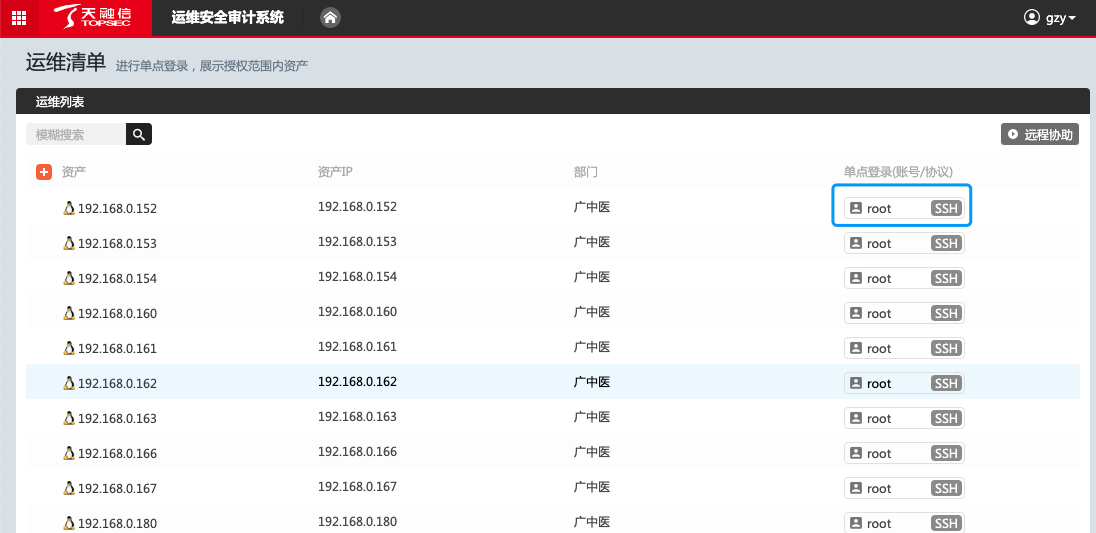 天融信 TOPSEC 运维安全审计系统 gzy
运维清单 进行单点登录，展示授权范围内资产
运维列表
模糊搜索 远程协助
资产 资产IP 部门 单点登录(账号/协议)
192.168.0.152 192.168.0.152 广中医 root SSH
192.168.0.153 192.168.0.153 广中医 root SSH
192.168.0.154 192.168.0.154 广中医 root SSH
192.168.0.160 192.168.0.160 广中医 root SSH
192.168.0.161 192.168.0.161 广中医 root SSH
192.168.0.162 192.168.0.162 广中医 root SSH
192.168.0.163 192.168.0.163 广中医 root SSH
192.168.0.166 192.168.0.166 广中医 root SSH
192.168.0.167 192.168.0.167 广中医 root SSH
192.168.0.180 192.168.0.180 广中医 root SSH